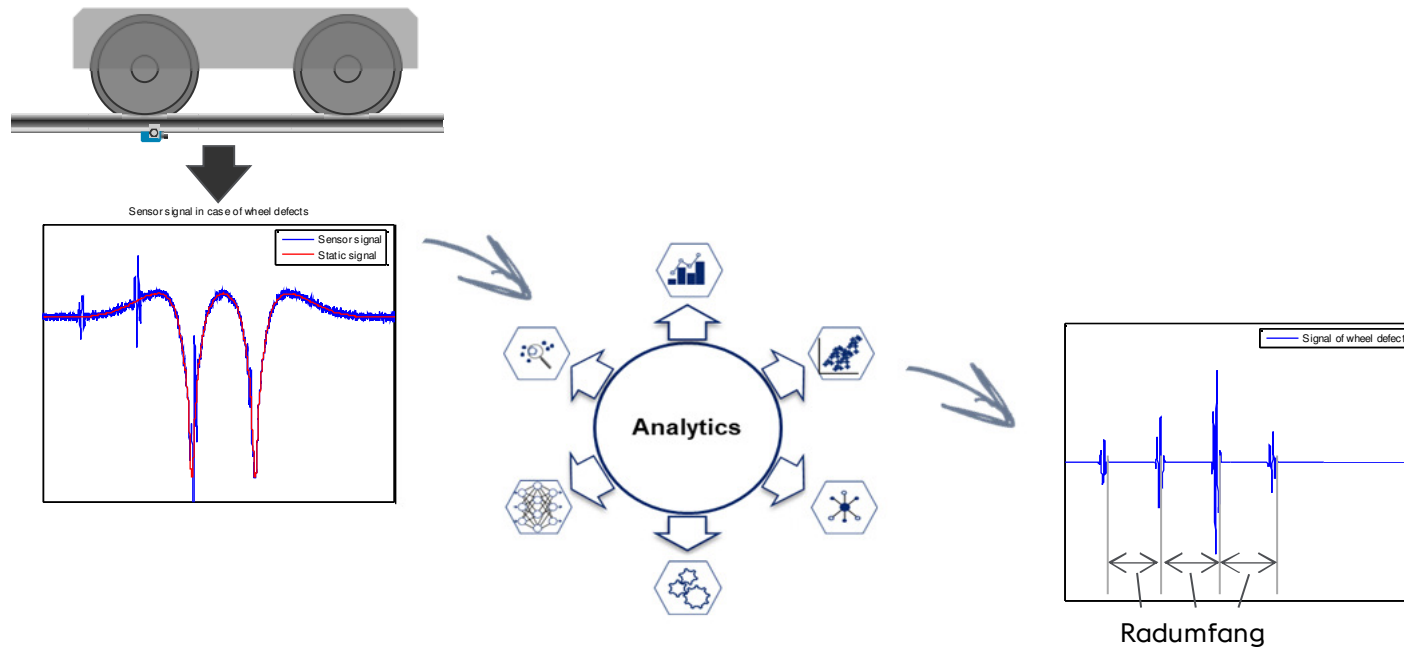 Sensor signal in case of wheel defects
Sensor signal
Static signal
Analytics
Signal of wheel defect
Radumfang